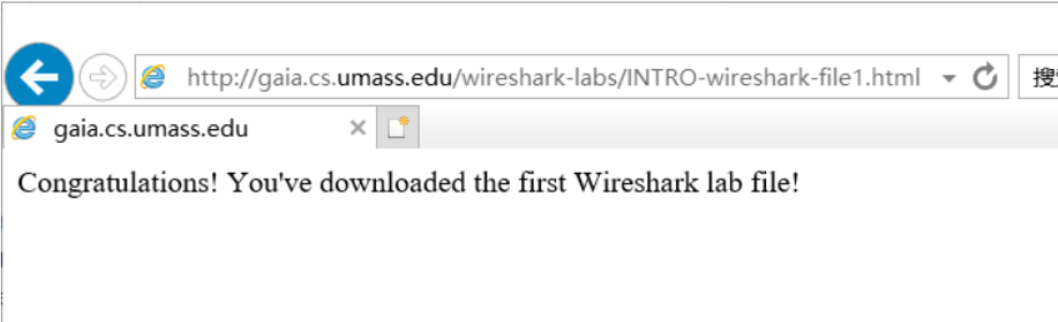 http://gaia.cs.umass.edu/wireshark-labs/INTRO-wireshark-file1.html
gaia.cs.umass.edu
Congratulations! You've downloaded the first Wireshark lab file!